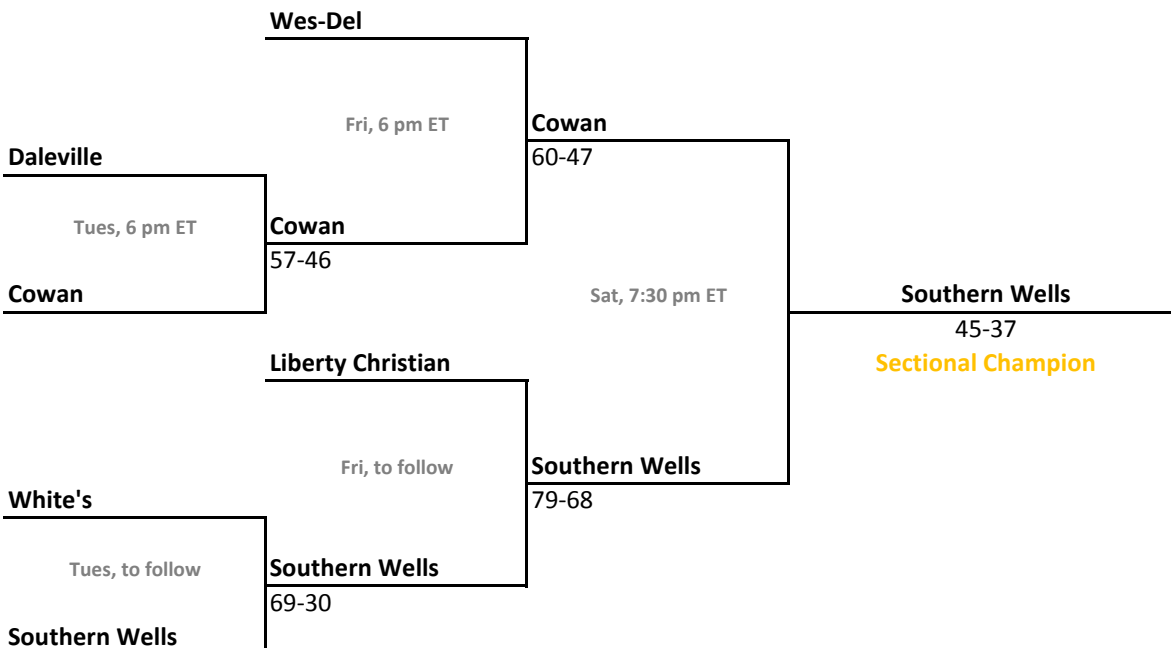 Wes-Del
Fri, 6 pm ET
Cowan
60-47
Daleville
Tues, 6 pm ET
Cowan
57-46
Cowan
Sat, 7:30 pm ET
Southern Wells
45-37
Sectional Champion
Liberty Christian
Fri, to follow
Southern Wells
79-68
White's
Tues, to follow
Southern Wells
69-30
Southern Wells